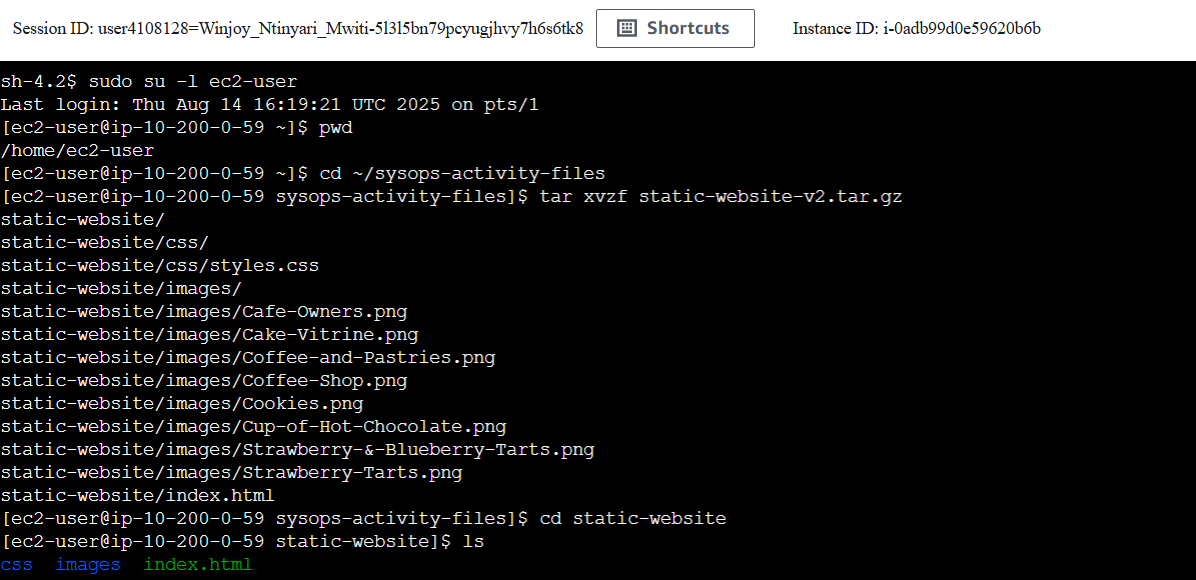 Session ID: user4108128=Winjoy_Ntinyari_Mwiti-5l3l5bn79pcyugjhvy7h6s6tk8 Shortcuts Instance ID: i-0adb99d0e59620b6b
sh-4.2$ sudo su -l ec2-user
Last login: Thu Aug 14 16:19:21 UTC 2025 on pts/1
[ec2-user@ip-10-200-0-59 ~]$ pwd
/home/ec2-user
[ec2-user@ip-10-200-0-59 ~]$ cd ~/sysops-activity-files
[ec2-user@ip-10-200-0-59 sysops-activity-files]$ tar xvzf static-website-v2.tar.gz
static-website/
static-website/css/
static-website/css/styles.css
static-website/images/
static-website/images/Cafe-Owners.png
static-website/images/Cake-Vitrine.png
static-website/images/Coffee-and-Pastries.png
static-website/images/Coffee-Shop.png
static-website/images/Cookies.png
static-website/images/Cup-of-Hot-Chocolate.png
static-website/images/Strawberry-&-Blueberry-Tarts.png
static-website/images/Strawberry-Tarts.png
static-website/index.html
[ec2-user@ip-10-200-0-59 sysops-activity-files]$ cd static-website
[ec2-user@ip-10-200-0-59 static-website]$ ls
css  images  index.html